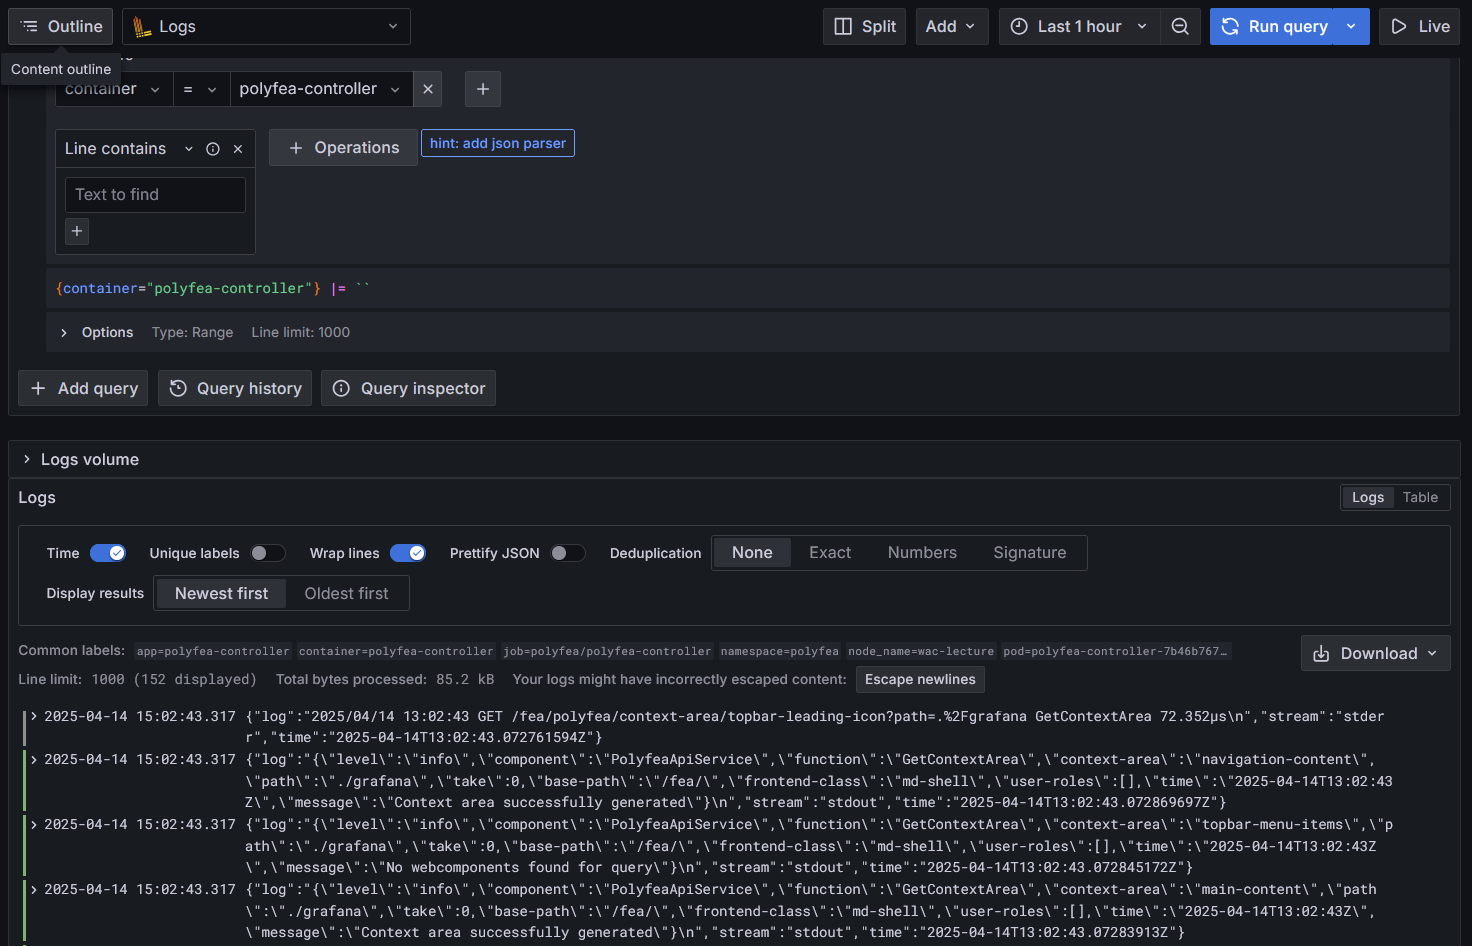 Outline
Logs
Split
Add
Last 1 hour
Run query
Live
Content outline
container
=
polyfea-controller
Line contains
Operations
hint: add json parser
Text to find
{container="polyfea-controller"} |= ``
Options Type: Range Line limit: 1000
Add query
Query history
Query inspector
Logs volume
Logs
Logs Table
Time
Unique labels
Wrap lines
Prettify JSON
Deduplication
None Exact Numbers Signature
Display results
Newest first Oldest first
Common labels: app=polyfea-controller container=polyfea-controller job=polyfea/polyfea-controller namespace=polyfea node_name=wac-lecture pod=polyfea-controller-7b46b767…
Download
Line limit: 1000 (152 displayed) Total bytes processed: 85.2 kB Your logs might have incorrectly escaped content: Escape newlines
2025-04-14 15:02:43.317 {"log":"2025/04/14 13:02:43 GET /fea/polyfea/context-area/topbar-leading-icon?path=.%2Fgrafana GetContextArea 72.352µs\n","stream":"stder
r","time":"2025-04-14T13:02:43.072761594Z"}
2025-04-14 15:02:43.317 {"log":"{\"level\":\"info\",\"component\":\"PolyfeaApiService\",\"function\":\"GetContextArea\",\"context-area\":\"navigation-content\",
\"path\":\"./grafana\",\"take\":0,\"base-path\":\"/fea/\",\"frontend-class\":\"md-shell\",\"user-roles\":[],\"time\":\"2025-04-14T13:02:43
Z\",\"message\":\"Context area successfully generated\"}\n","stream":"stdout","time":"2025-04-14T13:02:43.072869697Z"}
2025-04-14 15:02:43.317 {"log":"{\"level\":\"info\",\"component\":\"PolyfeaApiService\",\"function\":\"GetContextArea\",\"context-area\":\"topbar-menu-items\",\"p
ath\":\"./grafana\",\"take\":0,\"base-path\":\"/fea/\",\"frontend-class\":\"md-shell\",\"user-roles\":[],\"time\":\"2025-04-14T13:02:43Z
\",\"message\":\"No webcomponents found for query\"}\n","stream":"stdout","time":"2025-04-14T13:02:43.072845172Z"}
2025-04-14 15:02:43.317 {"log":"{\"level\":\"info\",\"component\":\"PolyfeaApiService\",\"function\":\"GetContextArea\",\"context-area\":\"main-content\",\"path
\":\"./grafana\",\"take\":0,\"base-path\":\"/fea/\",\"frontend-class\":\"md-shell\",\"user-roles\":[],\"time\":\"2025-04-14T13:02:43Z\",
\"message\":\"Context area successfully generated\"}\n","stream":"stdout","time":"2025-04-14T13:02:43.07283913Z"}